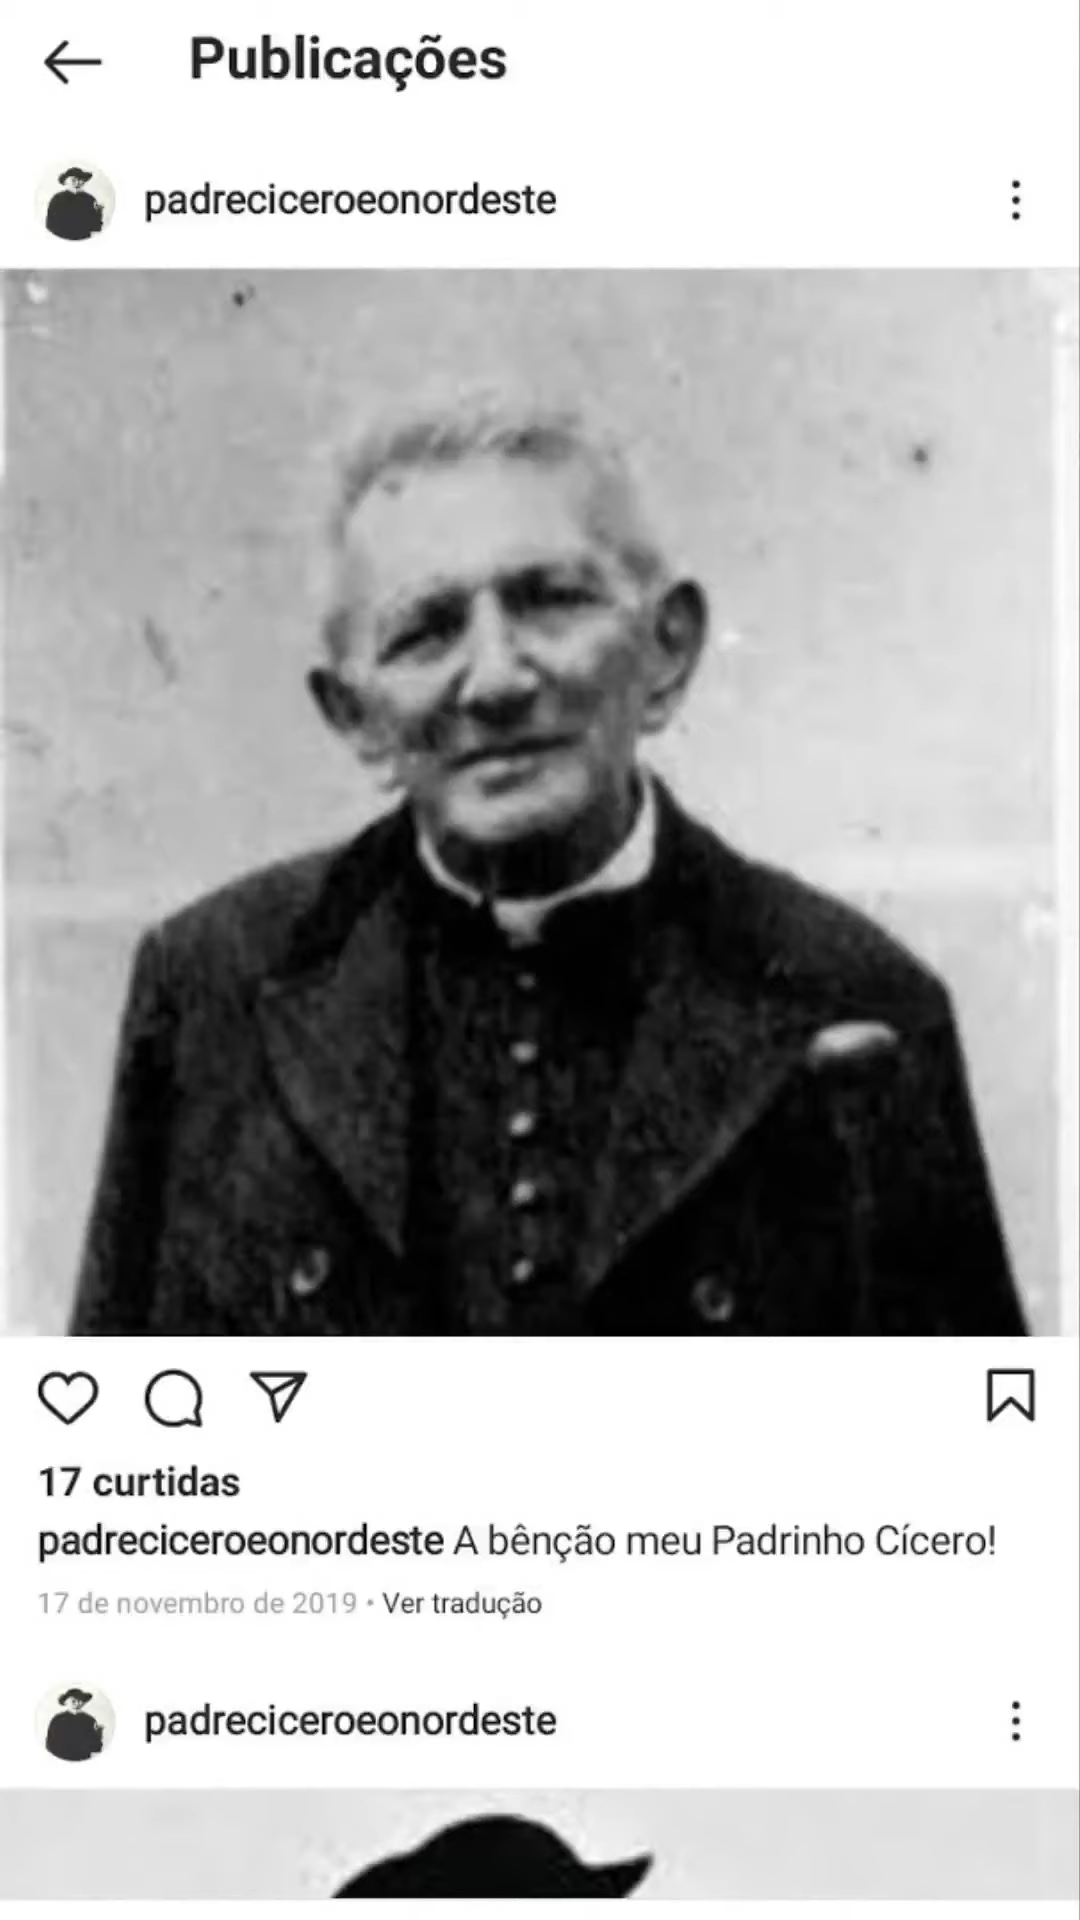 Publicações
padreciceroeonordeste
17 curtidas
padreciceroeonordeste A bênção meu Padrinho Cícero!
17 de novembro de 2019 • Ver tradução
padreciceroeonordeste